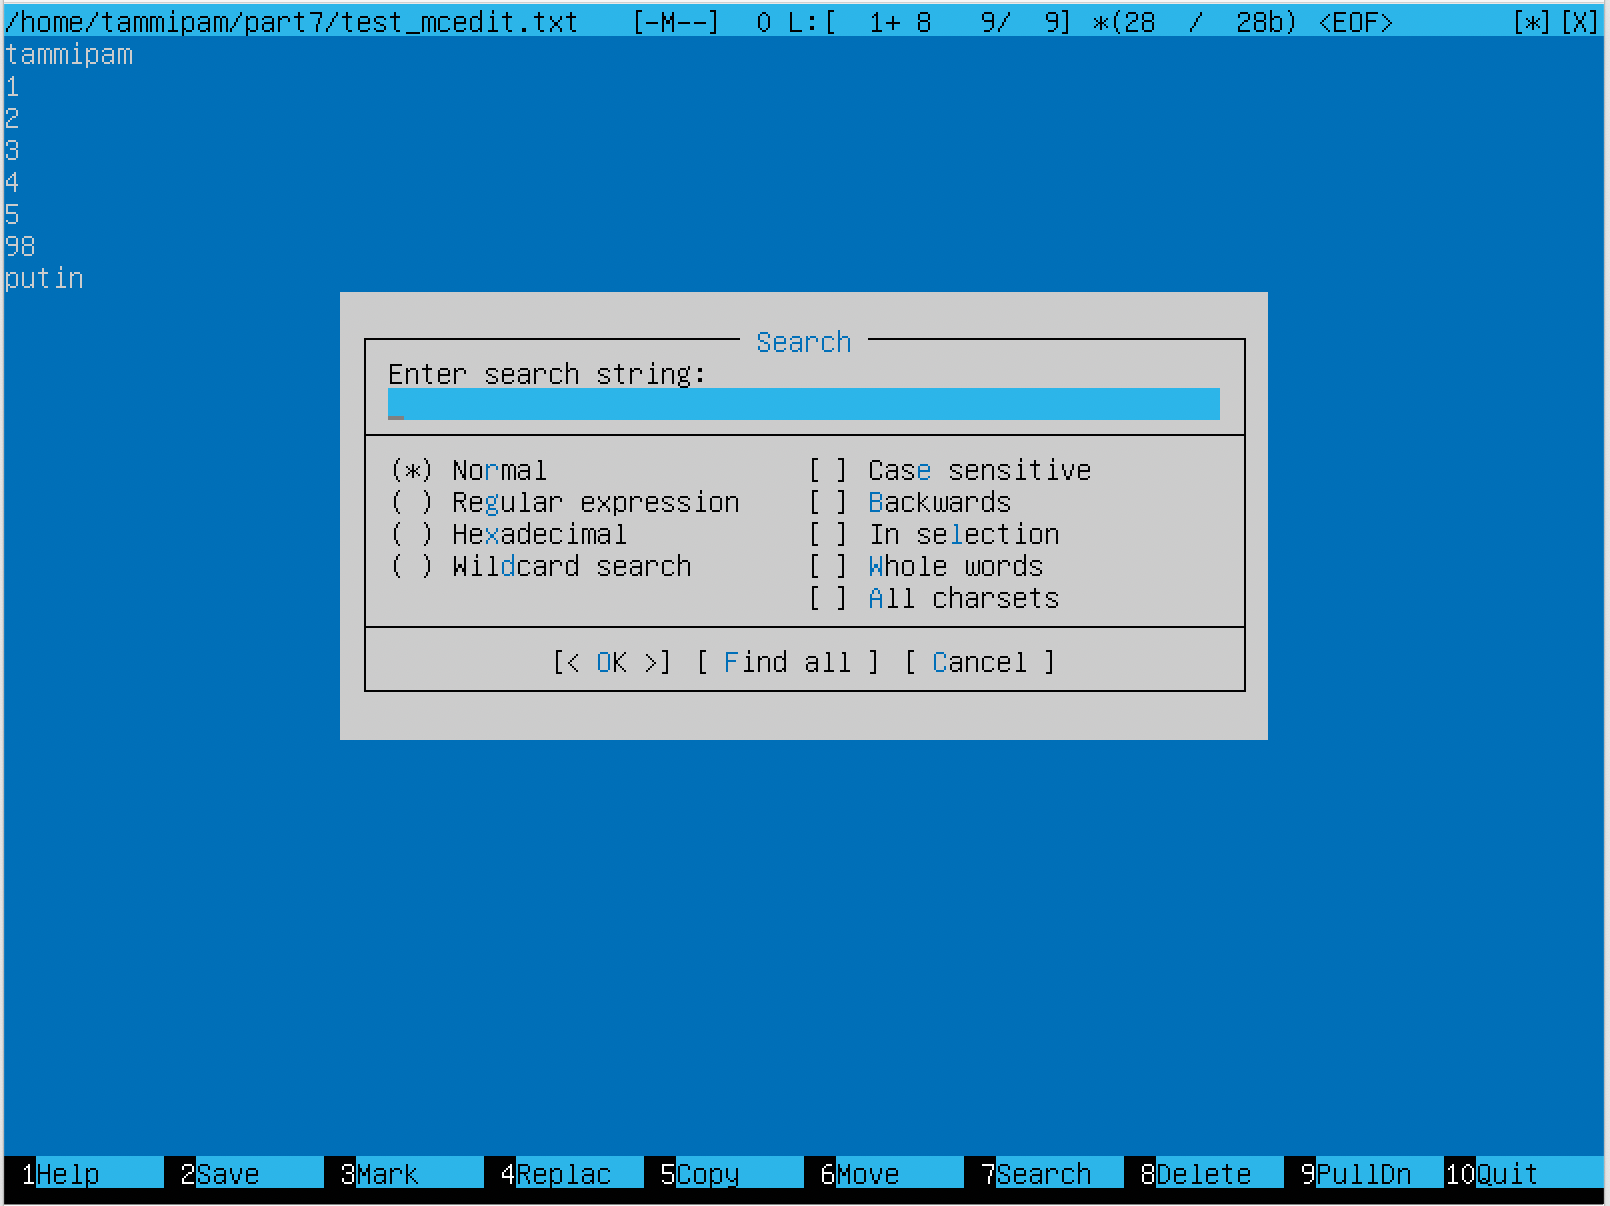 /home/tammipam/part7/test_mcedit.txt [-M--] 0 L:[ 1+ 8 9/ 9] *(28 / 28b) <EOF> [*][X]
tammipam
1
2
3
4
5
98
putin
Search
Enter search string:
(*) Normal [ ] Case sensitive
( ) Regular expression [ ] Backwards
( ) Hexadecimal [ ] In selection
( ) Wildcard search [ ] Whole words
[ ] All charsets
[< OK >] [ Find all ] [ Cancel ]
1Help 2Save 3Mark 4Replac 5Copy 6Move 7Search 8Delete 9PullDn 10Quit